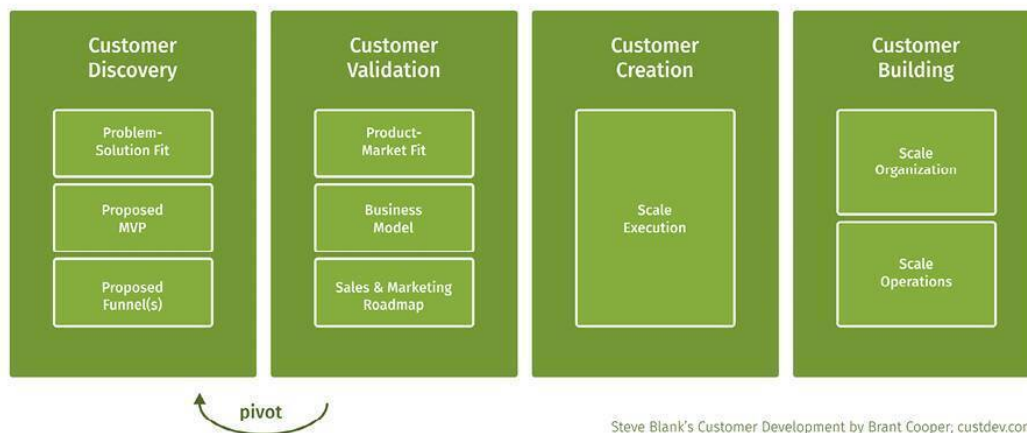 Customer
Discovery
Problem-
Solution Fit
Proposed
MVP
Proposed
Funnel(s)
Customer
Validation
Product-
Market Fit
Business
Model
Sales & Marketing
Roadmap
Customer
Creation
Scale
Execution
Customer
Building
Scale
Organization
Scale
Operations
pivot
Steve Blank's Customer Development by Brant Cooper; custdev.com